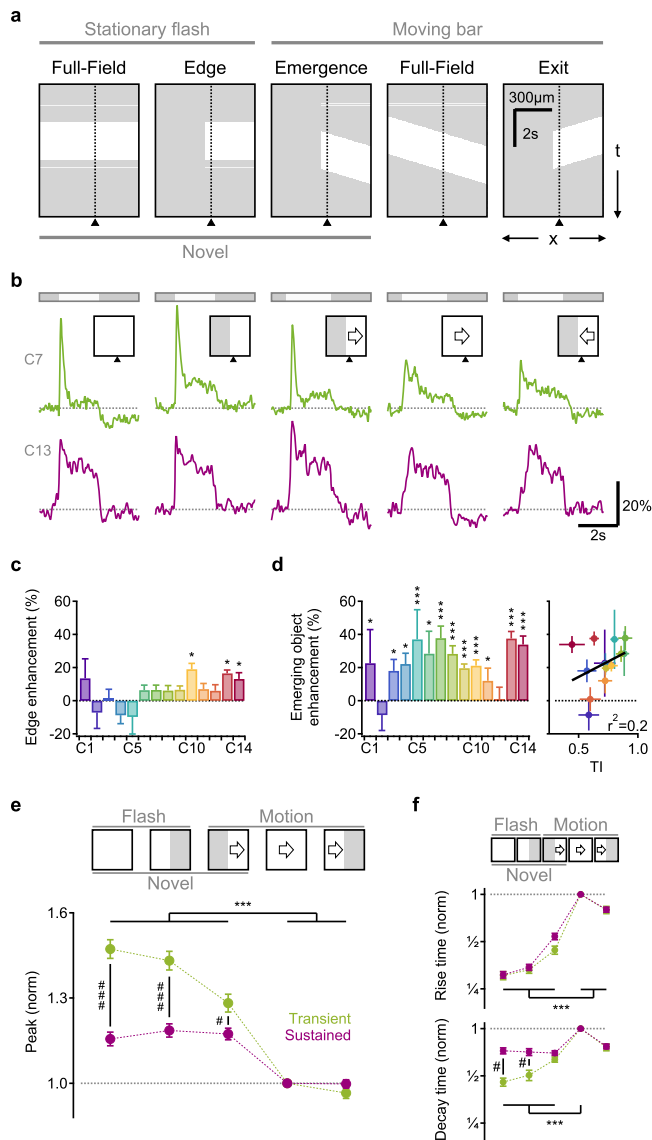 a
Stationary flash Moving bar
Full-Field Edge Emergence Full-Field Exit
300µm
2s
t
x
Novel
b
C7
C13
20%
2s
c d
Edge enhancement (%)
60
40
20
0
-20
C1 C5 C10 C14
*
* *
Emerging object
enhancement (%)
60
40
20
0
-20
C1 C5 C10 C14
* * * *** * *** *** *** *** * *** ***
r²=0.2
0.5 1.0
TI
e f
Flash Motion
Novel
Peak (norm)
1.6
1.3
1.0
***
###
###
#
Transient
Sustained
Flash Motion
Novel
Rise time (norm)
1
½
¼
***
Decay time (norm)
1
½
¼
# #
***